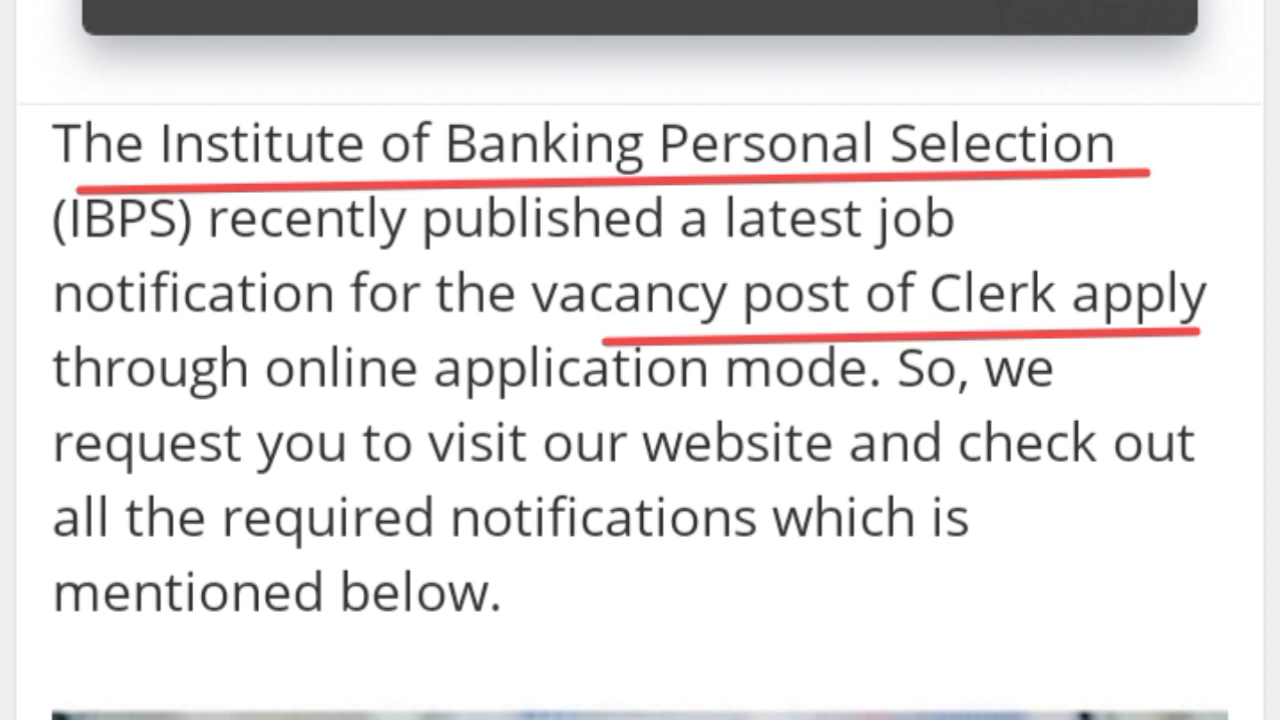 The Institute of Banking Personal Selection
(IBPS) recently published a latest job
notification for the vacancy post of Clerk apply
through online application mode. So, we
request you to visit our website and check out
all the required notifications which is
mentioned below.